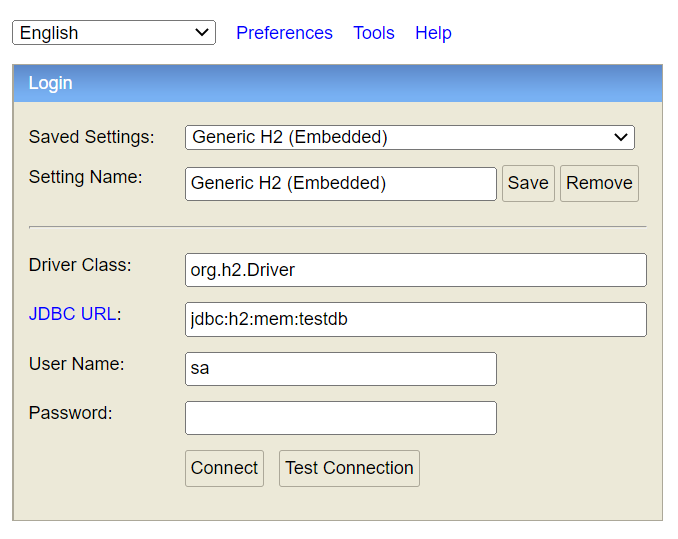 English Preferences Tools Help
Login
Saved Settings: Generic H2 (Embedded)
Setting Name: Generic H2 (Embedded) Save Remove
Driver Class: org.h2.Driver
JDBC URL: jdbc:h2:mem:testdb
User Name: sa
Password:
Connect Test Connection